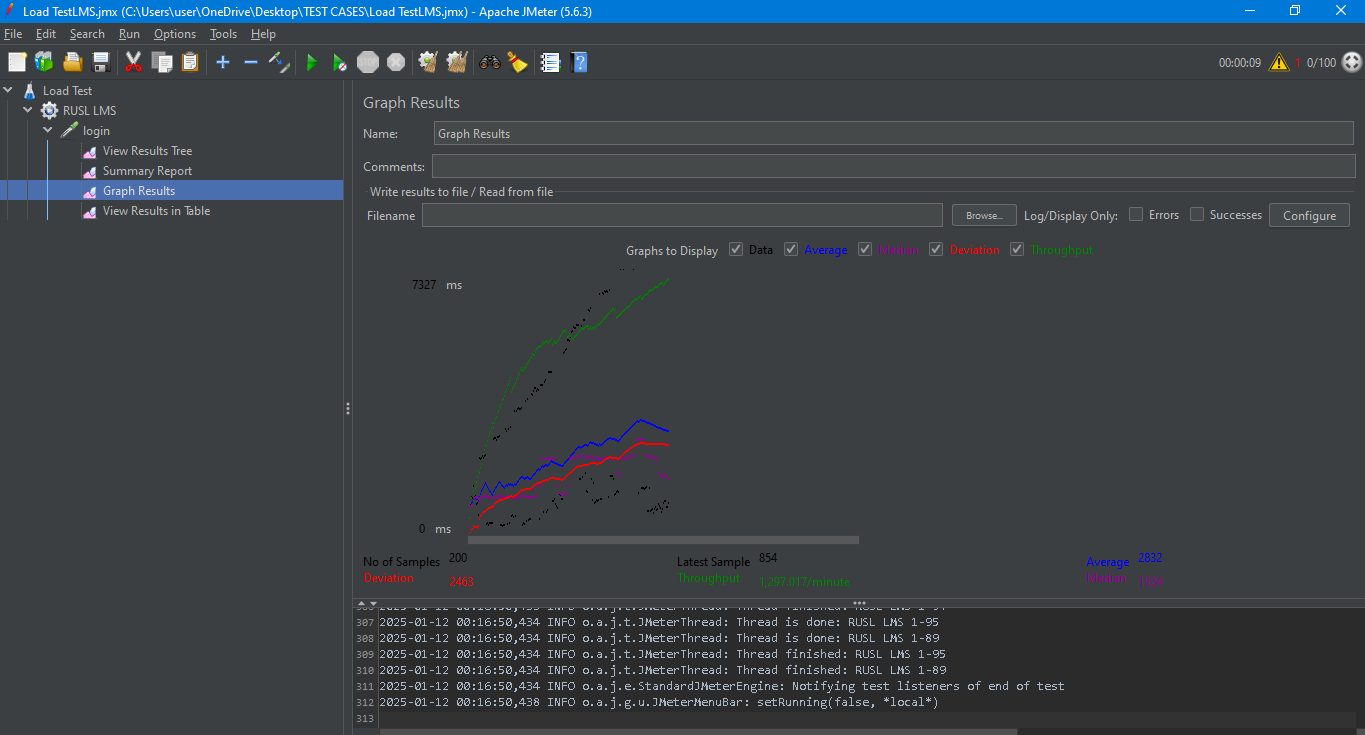 Load TestLMS.jmx (C:\Users\user\OneDrive\Desktop\TEST CASES\Load TestLMS.jmx) - Apache JMeter (5.6.3)
File Edit Search Run Options Tools Help
STOP 00:00:09 1 0/100
Load Test
RUSL LMS
login
View Results Tree
Summary Report
Graph Results
View Results in Table
Graph Results
Name: Graph Results
Comments:
Write results to file / Read from file
Filename Browse... Log/Display Only: Errors Successes Configure
Graphs to Display Data Average Median Deviation Throughput
7327 ms
0 ms
No of Samples 200 Latest Sample 854 Average 2832
Deviation 2463 Throughput 1,297.017/minute Median
307 2025-01-12 00:16:50,434 INFO o.a.j.t.JMeterThread: Thread is done: RUSL LMS 1-95
308 2025-01-12 00:16:50,434 INFO o.a.j.t.JMeterThread: Thread is done: RUSL LMS 1-89
309 2025-01-12 00:16:50,434 INFO o.a.j.t.JMeterThread: Thread finished: RUSL LMS 1-95
310 2025-01-12 00:16:50,434 INFO o.a.j.t.JMeterThread: Thread finished: RUSL LMS 1-89
311 2025-01-12 00:16:50,434 INFO o.a.j.e.StandardJMeterEngine: Notifying test listeners of end of test
312 2025-01-12 00:16:50,438 INFO o.a.j.g.u.JMeterMenuBar: setRunning(false, *local*)
313